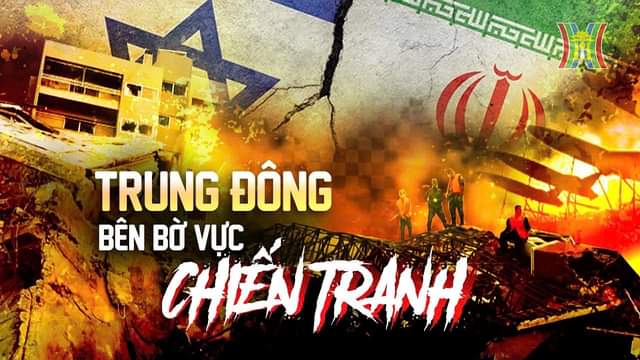 TRUNG ĐÔNG
BÊN BỜ VỰC
CHIẾN TRANH